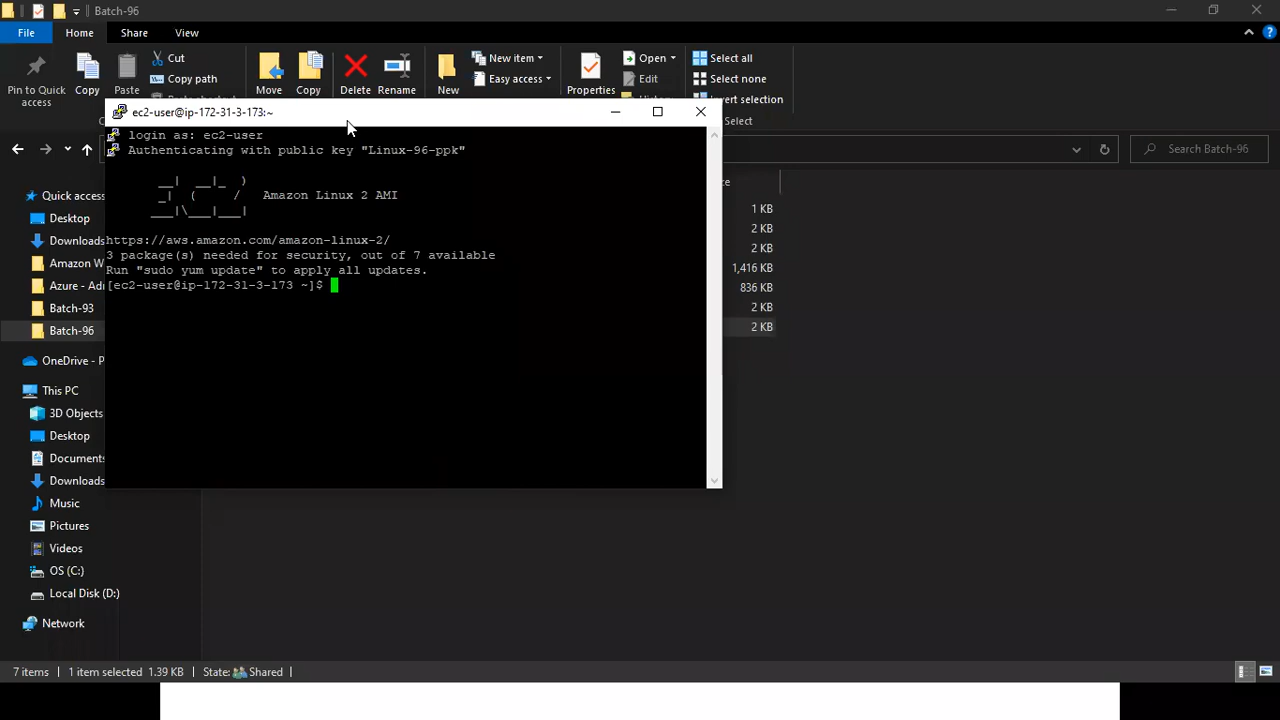 Batch-96
File
Home
Share
View
Pin to Quick access
Copy
Paste
Cut
Copy path
Move
Copy
Delete
Rename
New
New item
Easy access
Properties
Open
Edit
History
Select all
Select none
Invert selection
Select
ec2-user@ip-172-31-3-173:~
login as: ec2-user
Authenticating with public key "Linux-96-ppk"
Amazon Linux 2 AMI
https://aws.amazon.com/amazon-linux-2/
3 package(s) needed for security, out of 7 available
Run "sudo yum update" to apply all updates.
[ec2-user@ip-172-31-3-173 ~]$
Search Batch-96
Quick access
Desktop
Downloads
Amazon W
Azure - Ad
Batch-93
Batch-96
OneDrive - P
This PC
3D Objects
Desktop
Documents
Downloads
Music
Pictures
Videos
OS (C:)
Local Disk (D:)
Network
1 KB
2 KB
2 KB
1,416 KB
836 KB
2 KB
2 KB
7 items
1 item selected 1.39 KB
State: Shared